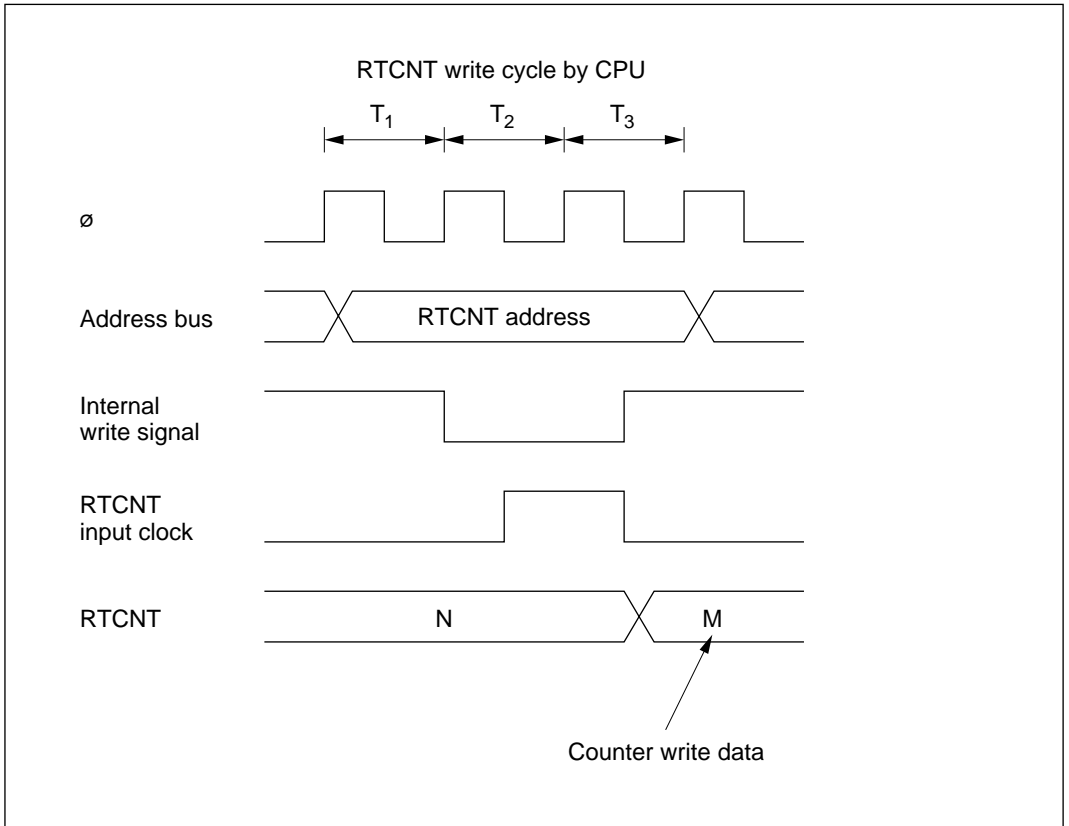 RTCNT write cycle by CPU
T1 T2 T3
ø
Address bus RTCNT address
Internal
write signal
RTCNT
input clock
RTCNT N M
Counter write data